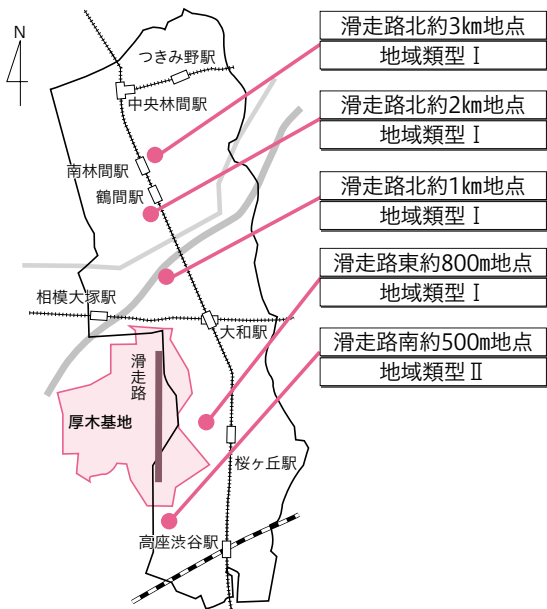 N
つきみ野駅
中央林間駅
南林間駅
鶴間駅
相模大塚駅
大和駅
滑走路
厚木基地
桜ヶ丘駅
高座渋谷駅
滑走路北約3km地点
地域類型Ⅰ
滑走路北約2km地点
地域類型Ⅰ
滑走路北約1km地点
地域類型Ⅰ
滑走路東約800m地点
地域類型Ⅰ
滑走路南約500m地点
地域類型Ⅱ